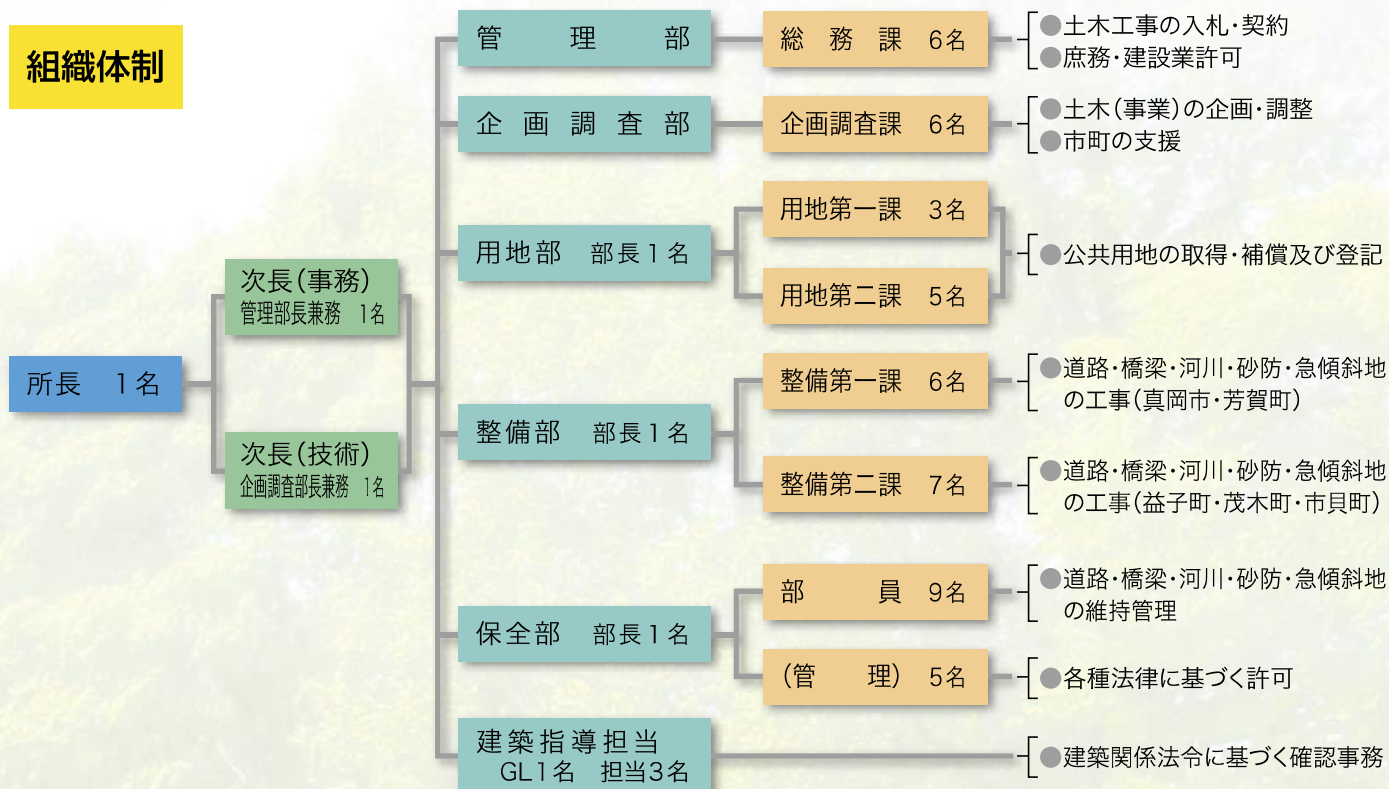 組織体制
所長 1名
次長(事務)
管理部長兼務 1名
次長(技術)
企画調査部長兼務 1名
管理部
総務課 6名
●土木工事の入札・契約
●庶務・建設業許可
企画調査部
企画調査課 6名
●土木(事業)の企画・調整
●市町の支援
用地部 部長1名
用地第一課 3名
用地第二課 5名
●公共用地の取得・補償及び登記
整備部 部長1名
整備第一課 6名
●道路・橋梁・河川・砂防・急傾斜地
の工事(真岡市・芳賀町)
整備第二課 7名
●道路・橋梁・河川・砂防・急傾斜地
の工事(益子町・茂木町・市貝町)
保全部 部長1名
部員 9名
●道路・橋梁・河川・砂防・急傾斜地
の維持管理
(管理) 5名
●各種法律に基づく許可
建築指導担当
GL1名 担当3名
●建築関係法令に基づく確認事務